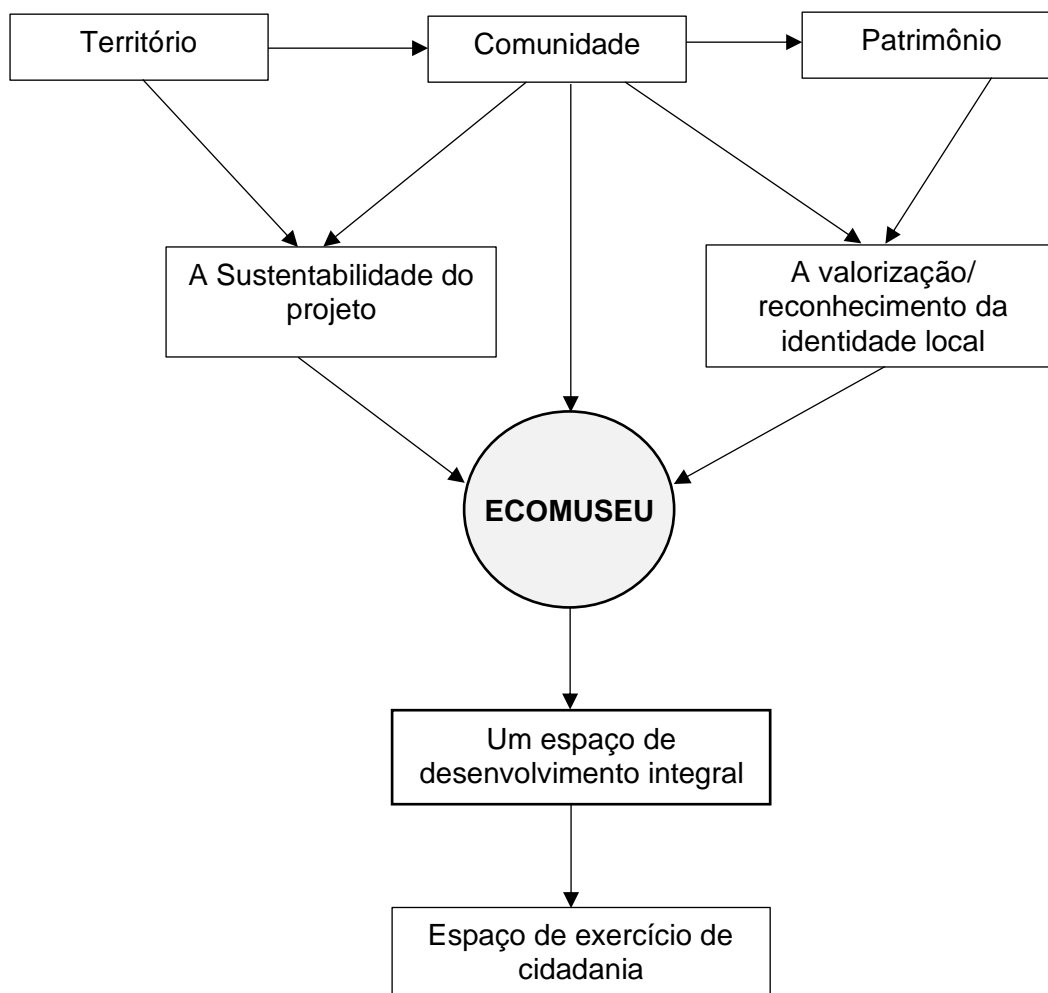 Território
Comunidade
Patrimônio
A Sustentabilidade do
projeto
A valorização/
reconhecimento da
identidade local
ECOMUSEU
Um espaço de
desenvolvimento integral
Espaço de exercício de
cidadania